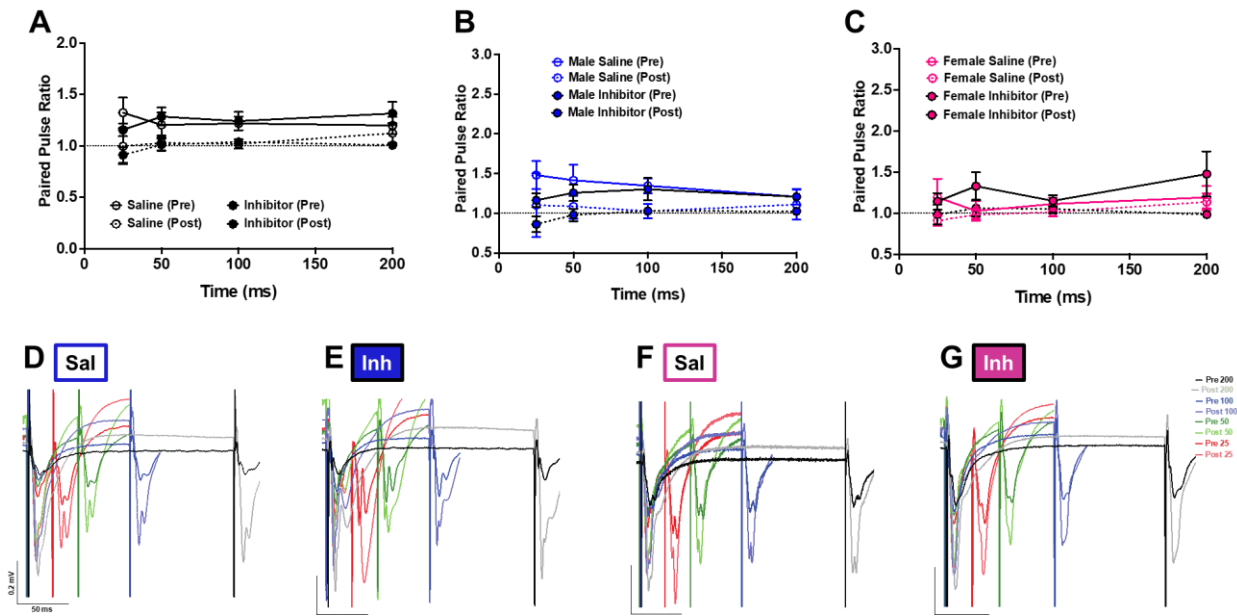 A
2.0
1.5
1.0
0.5
0.0
0 50 100 150 200
Paired Pulse Ratio
Time (ms)
Saline (Pre)
Saline (Post)
Inhibitor (Pre)
Inhibitor (Post)
B
3.0
2.5
2.0
1.5
1.0
0.5
0 50 100 150 200
Paired Pulse Ratio
Time (ms)
Male Saline (Pre)
Male Saline (Post)
Male Inhibitor (Pre)
Male Inhibitor (Post)
C
3.0
2.5
2.0
1.5
1.0
0.5
0 50 100 150 200
Paired Pulse Ratio
Time (ms)
Female Saline (Pre)
Female Saline (Post)
Female Inhibitor (Pre)
Female Inhibitor (Post)
D Sal
0.2 mV
50 ms
E Inh
F Sal
G Inh
Pre 200
Post 200
Pre 100
Post 100
Pre 50
Post 50
Pre 25
Post 25